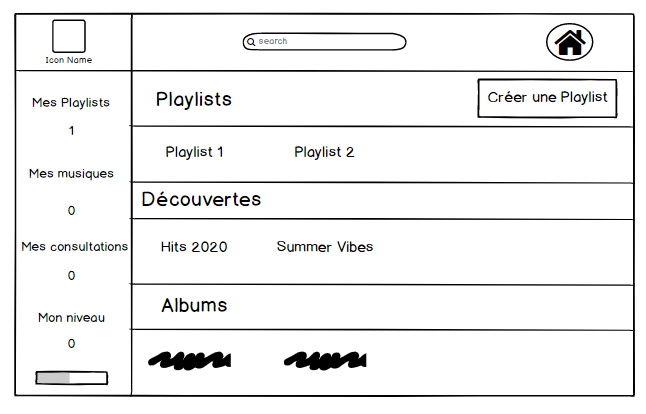 Icon Name
search
Mes Playlists
1
Mes musiques
0
Mes consultations
0
Mon niveau
0
Playlists
Créer une Playlist
Playlist 1
Playlist 2
Découvertes
Hits 2020
Summer Vibes
Albums